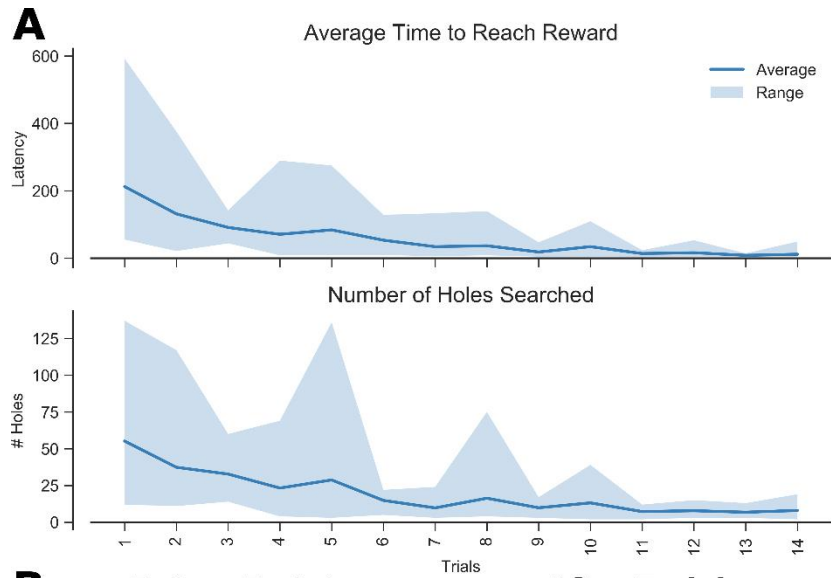 A
Average Time to Reach Reward
600
400
200
0
Latency
Average
Range
Number of Holes Searched
125
100
75
50
25
0
# Holes
1 2 3 4 5 6 7 8 9 10 11 12 13 14
Trials